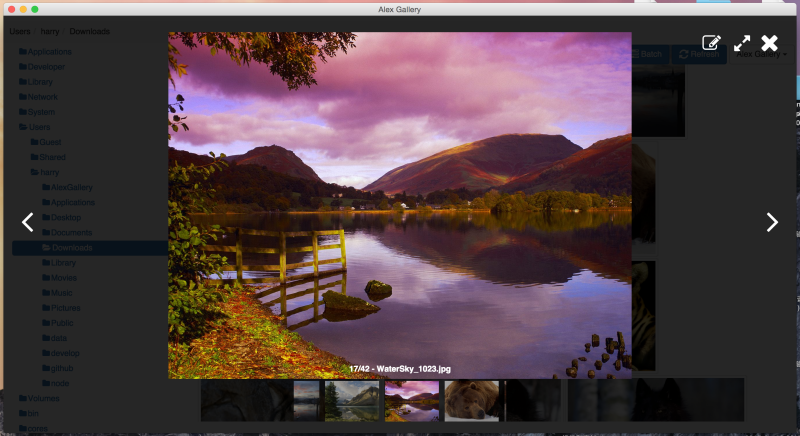 Alex Gallery
Users / harry / Downloads
Batch
Refresh
Alex Gallery
Applications
Developer
Library
Network
System
Users
Guest
Shared
harry
AlexGallery
Applications
Desktop
Documents
Downloads
Library
Movies
Music
Pictures
Public
data
develop
github
node
Volumes
bin
cores
17/42 - WaterSky_1023.jpg